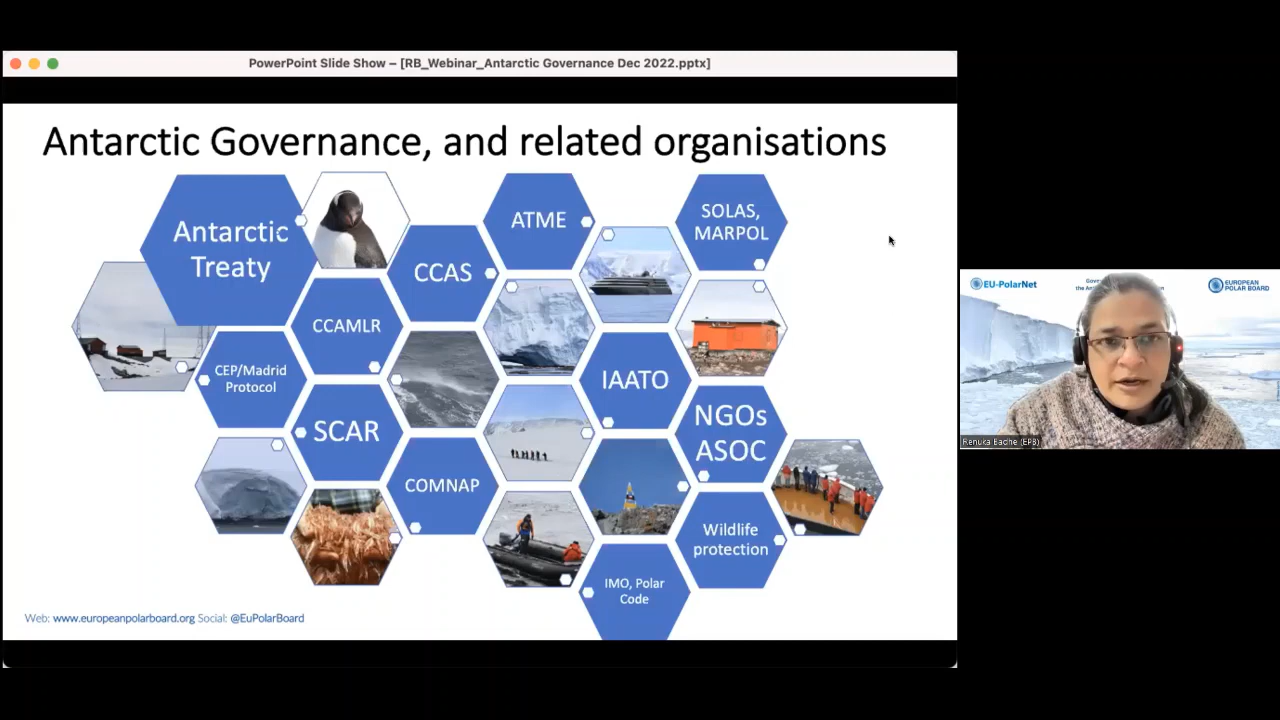 PowerPoint Slide Show – [RB_Webinar_Antarctic Governance Dec 2022.pptx]
Antarctic Governance, and related organisations
Antarctic
Treaty
CCAS
ATME
SOLAS,
MARPOL
CCAMLR
CEP/Madrid
Protocol
SCAR
COMNAP
IAATO
NGOs
ASOC
Wildlife
protection
IMO, Polar
Code
Web: www.europeanpolarboard.org Social: @EuPolarBoard
EU-PolarNet
EUROPEAN
POLAR BOARD
Renuka Badhe (EPB)